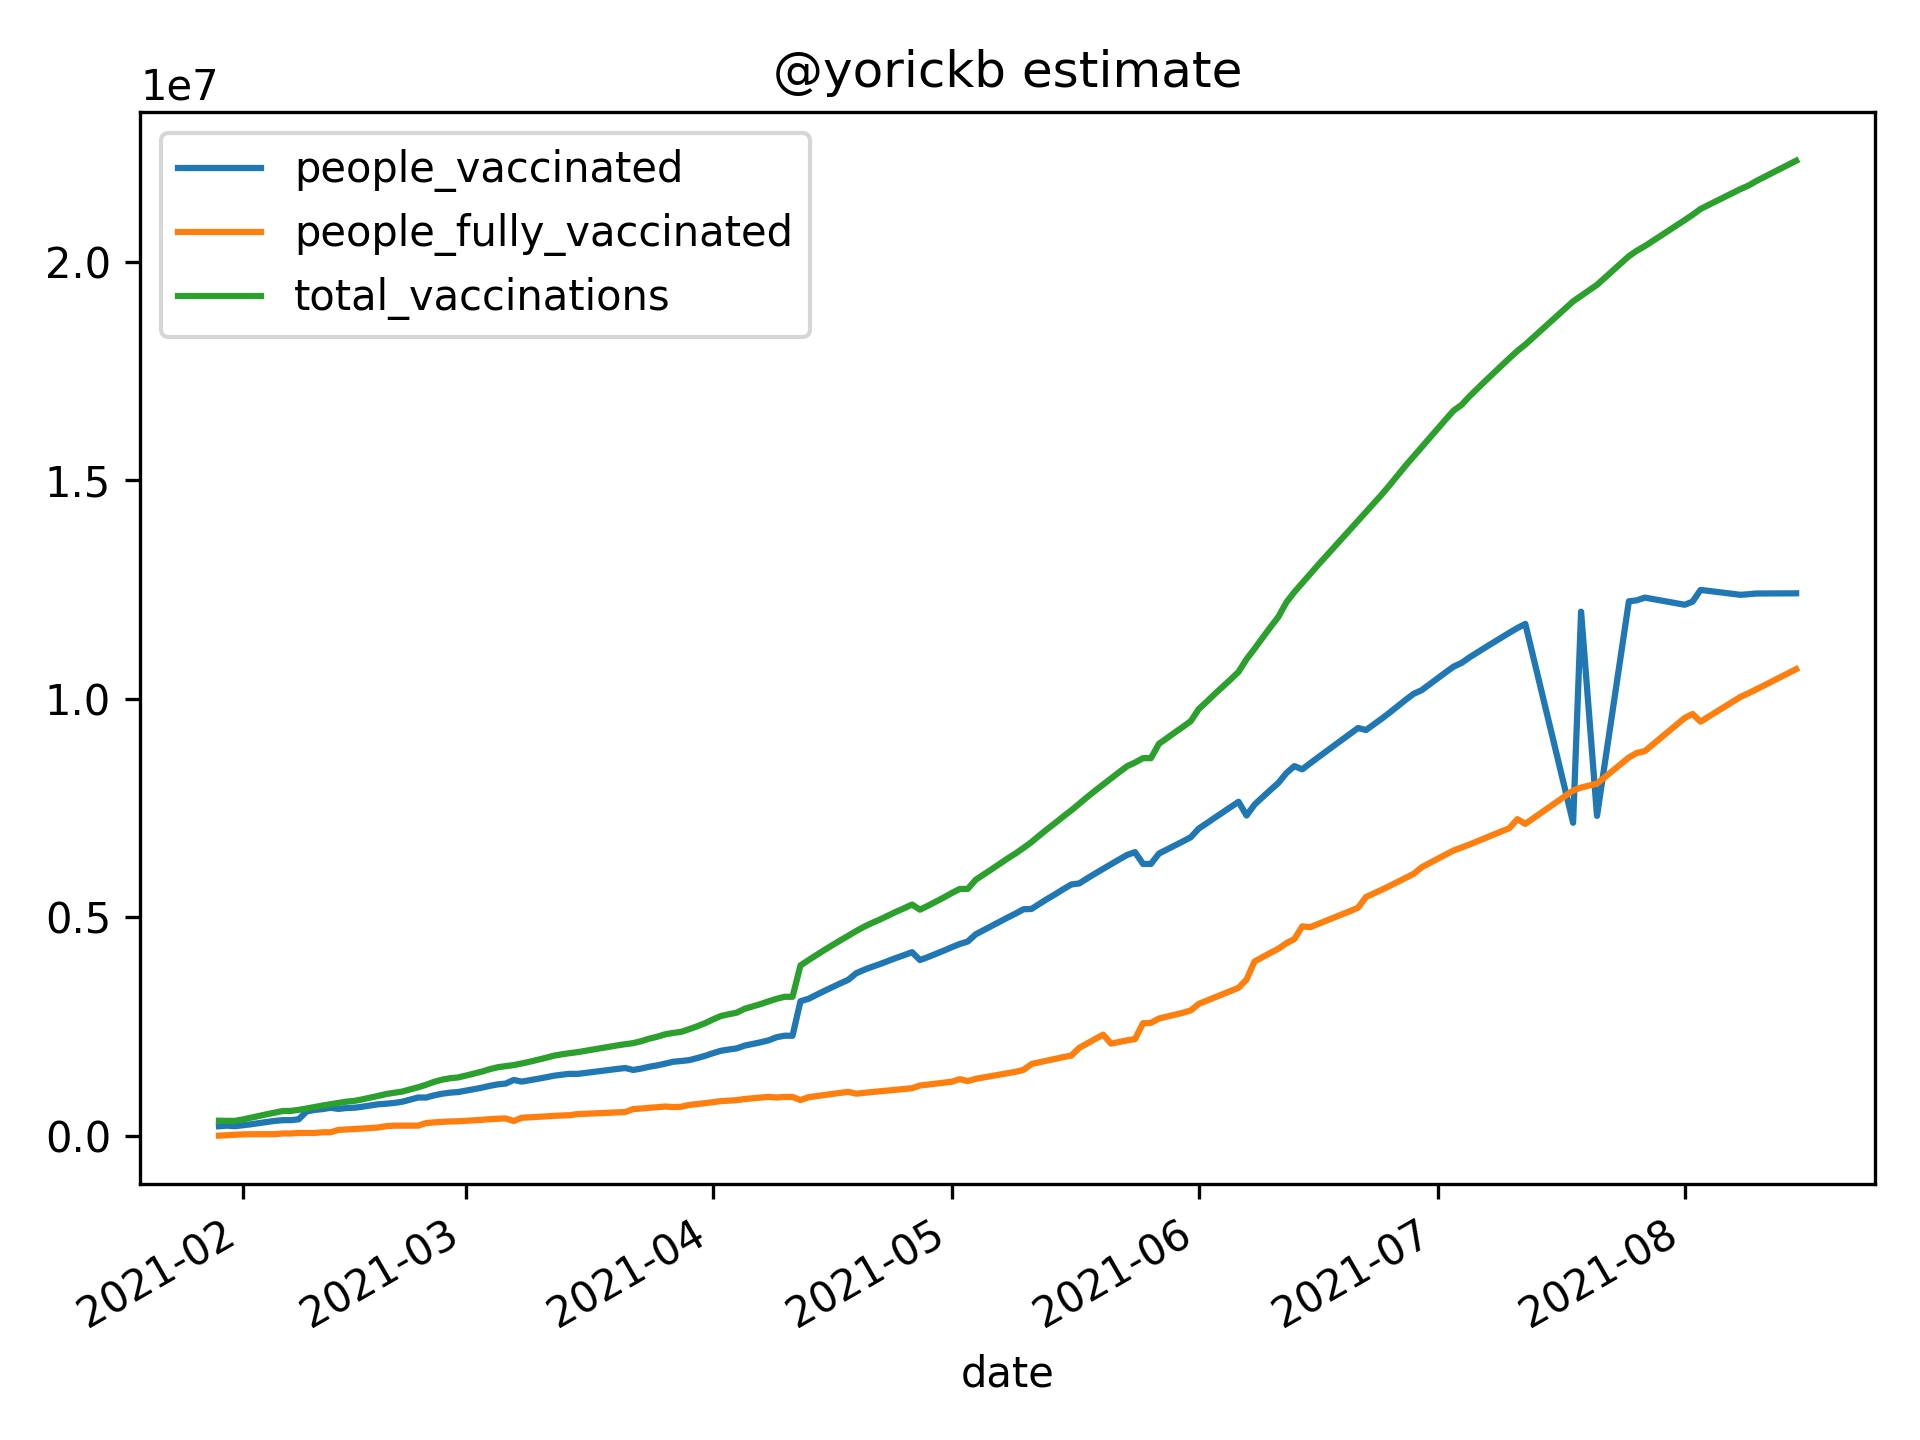 @yorickb estimate
1e7
people_vaccinated
people_fully_vaccinated
total_vaccinations
2.0
1.5
1.0
0.5
0.0
2021-02
2021-03
2021-04
2021-05
2021-06
2021-07
2021-08
date